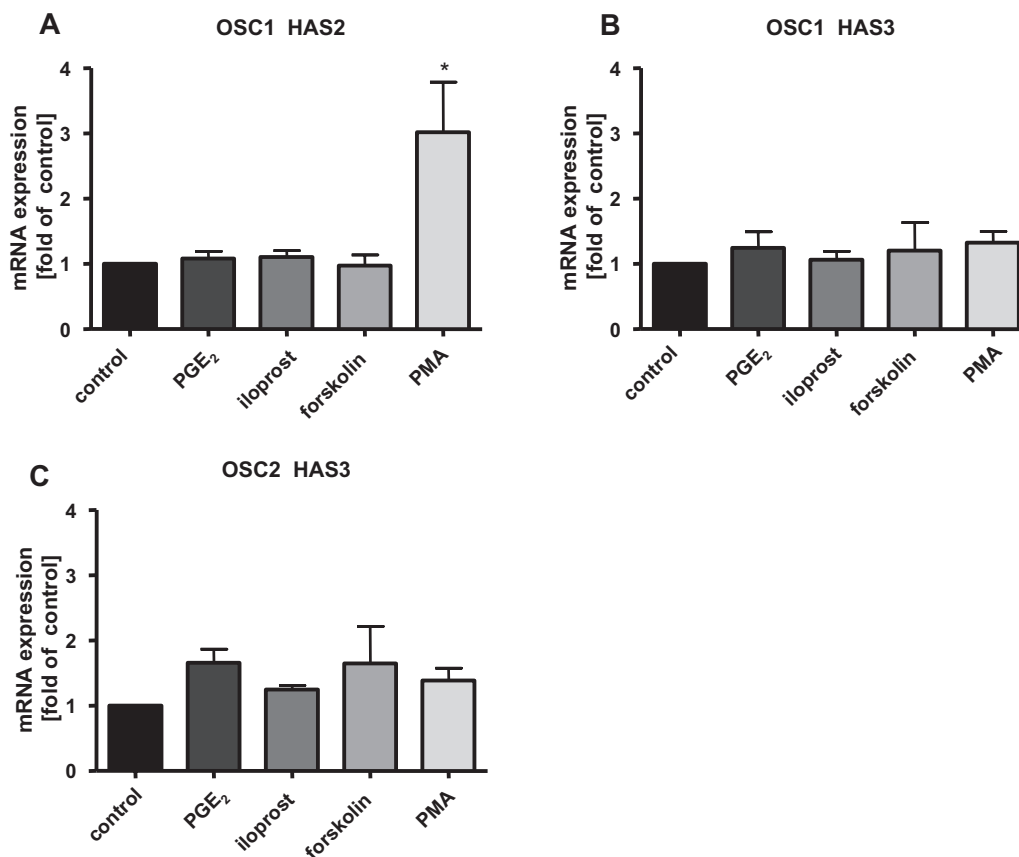 A
OSC1 HAS2
mRNA expression
[fold of control]
4
3
2
1
0
*
control
PGE₂
iloprost
forskolin
PMA
B
OSC1 HAS3
mRNA expression
[fold of control]
4
3
2
1
0
control
PGE₂
iloprost
forskolin
PMA
C
OSC2 HAS3
mRNA expression
[fold of control]
4
3
2
1
0
control
PGE₂
iloprost
forskolin
PMA